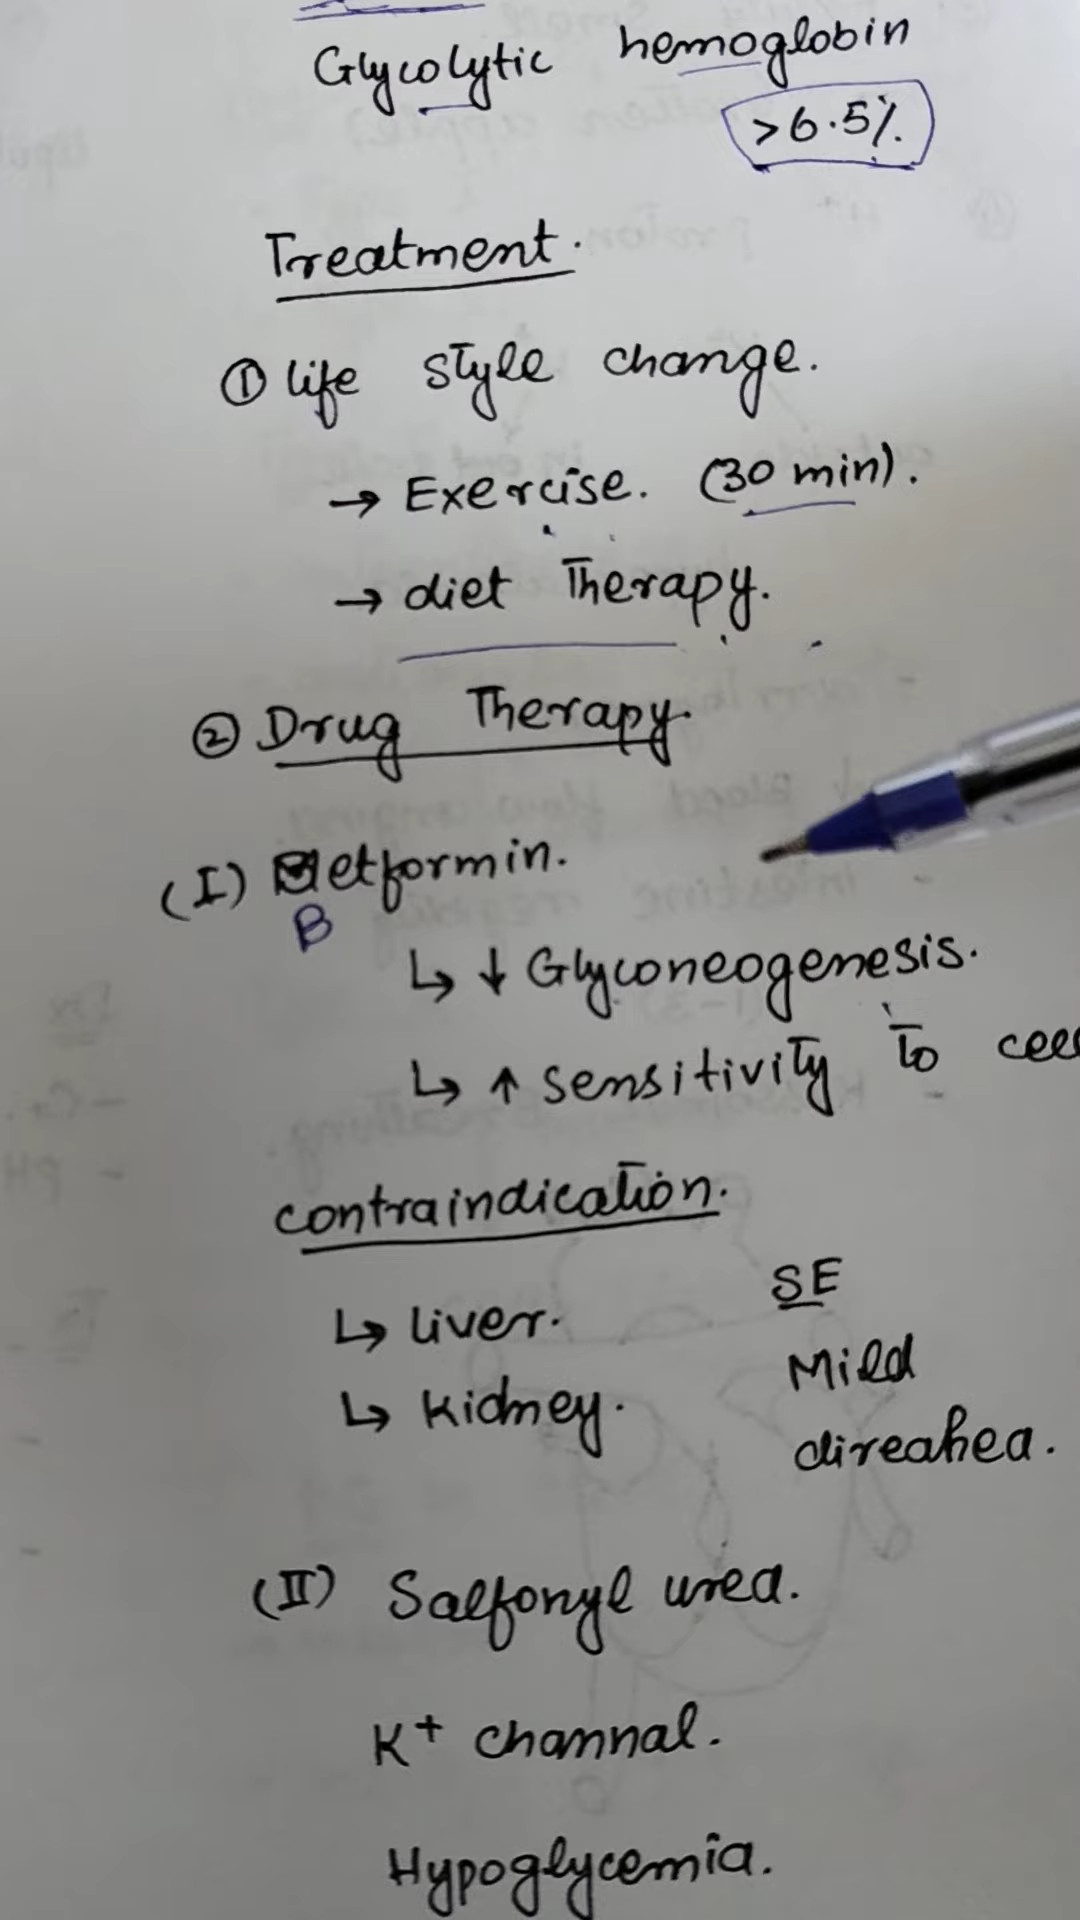 Glycolytic hemoglobin
>6.5%
Treatment.
① life style change.
→ Exercise. (30 min).
→ diet Therapy.
② Drug Therapy.
(I) Metformin.
B
↳ ↓ Glyconeogenesis.
↳ ↑ sensitivity to cell
contraindication.
↳ liver.
↳ Kidney.
SE
Mild
direahea.
(II) Salfonyl urea.
K+ channal.
Hypoglycemia.